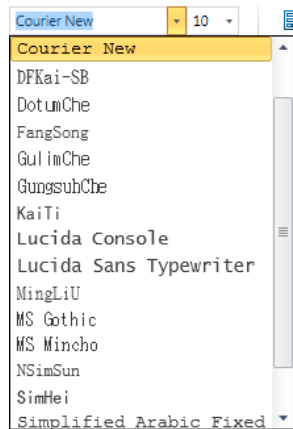 Courier New 10
Courier New
DFKai-SB
DotumChe
FangSong
GulimChe
GungsuhChe
KaiTi
Lucida Console
Lucida Sans Typewriter
MingLiU
MS Gothic
MS Mincho
NSimSun
SimHei
Simplified Arabic Fixed